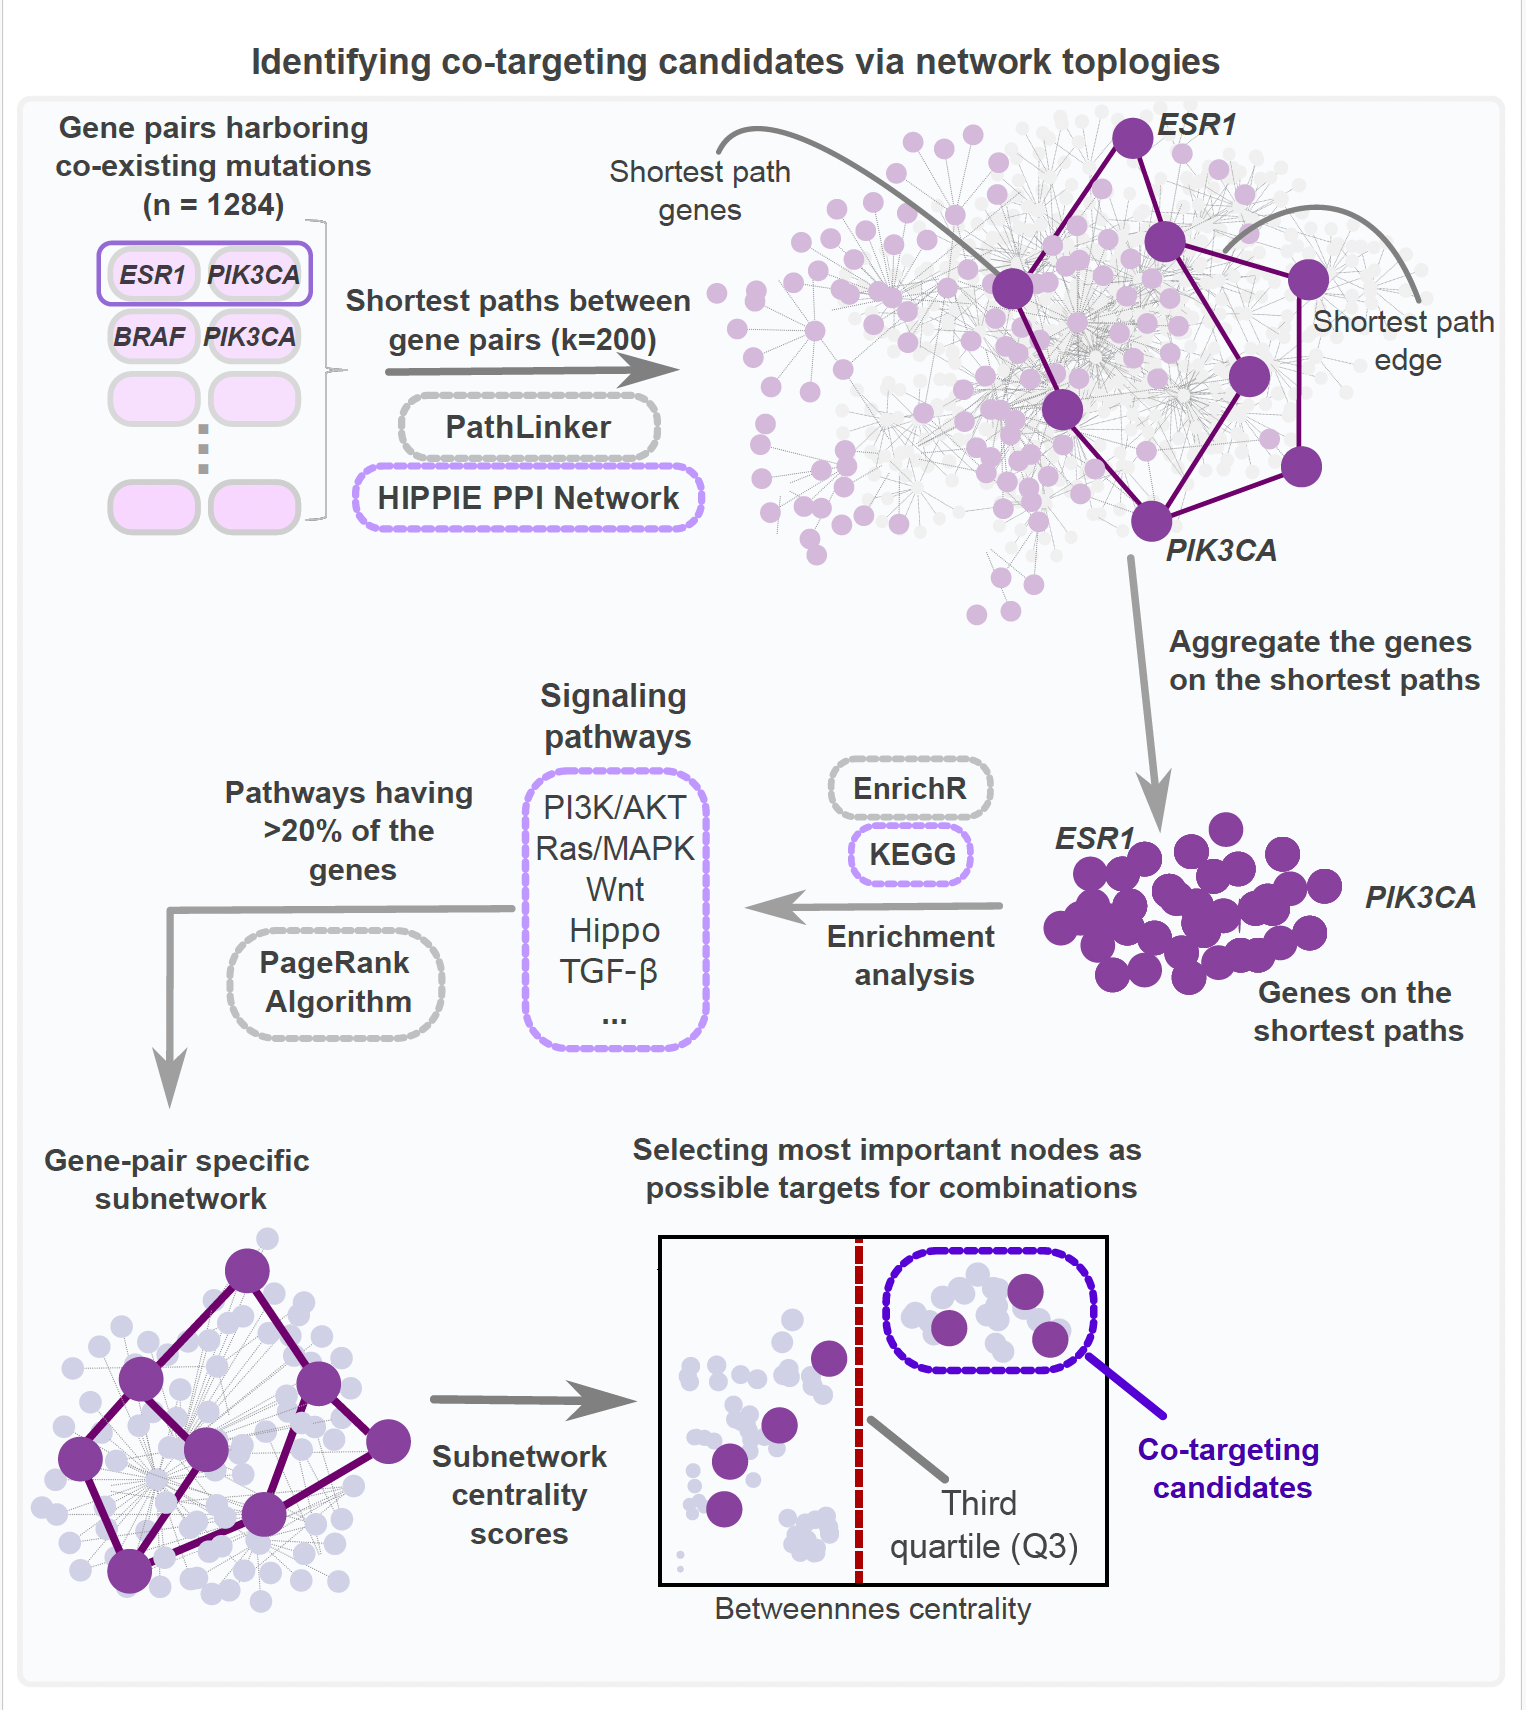 Identifying co-targeting candidates via network toplogies
Gene pairs harboring
co-existing mutations
(n = 1284)
ESR1 PIK3CA
BRAF PIK3CA
Shortest paths between
gene pairs (k=200)
PathLinker
HIPPIE PPI Network
Shortest path
genes
ESR1
Shortest path
edge
PIK3CA
Aggregate the genes
on the shortest paths
ESR1
PIK3CA
Genes on the
shortest paths
EnrichR
KEGG
Enrichment
analysis
Signaling
pathways
PI3K/AKT
Ras/MAPK
Wnt
Hippo
TGF-β
...
Pathways having
>20% of the
genes
PageRank
Algorithm
Gene-pair specific
subnetwork
Subnetwork
centrality
scores
Selecting most important nodes as
possible targets for combinations
Third
quartile (Q3)
Co-targeting
candidates
Betweennnes centrality